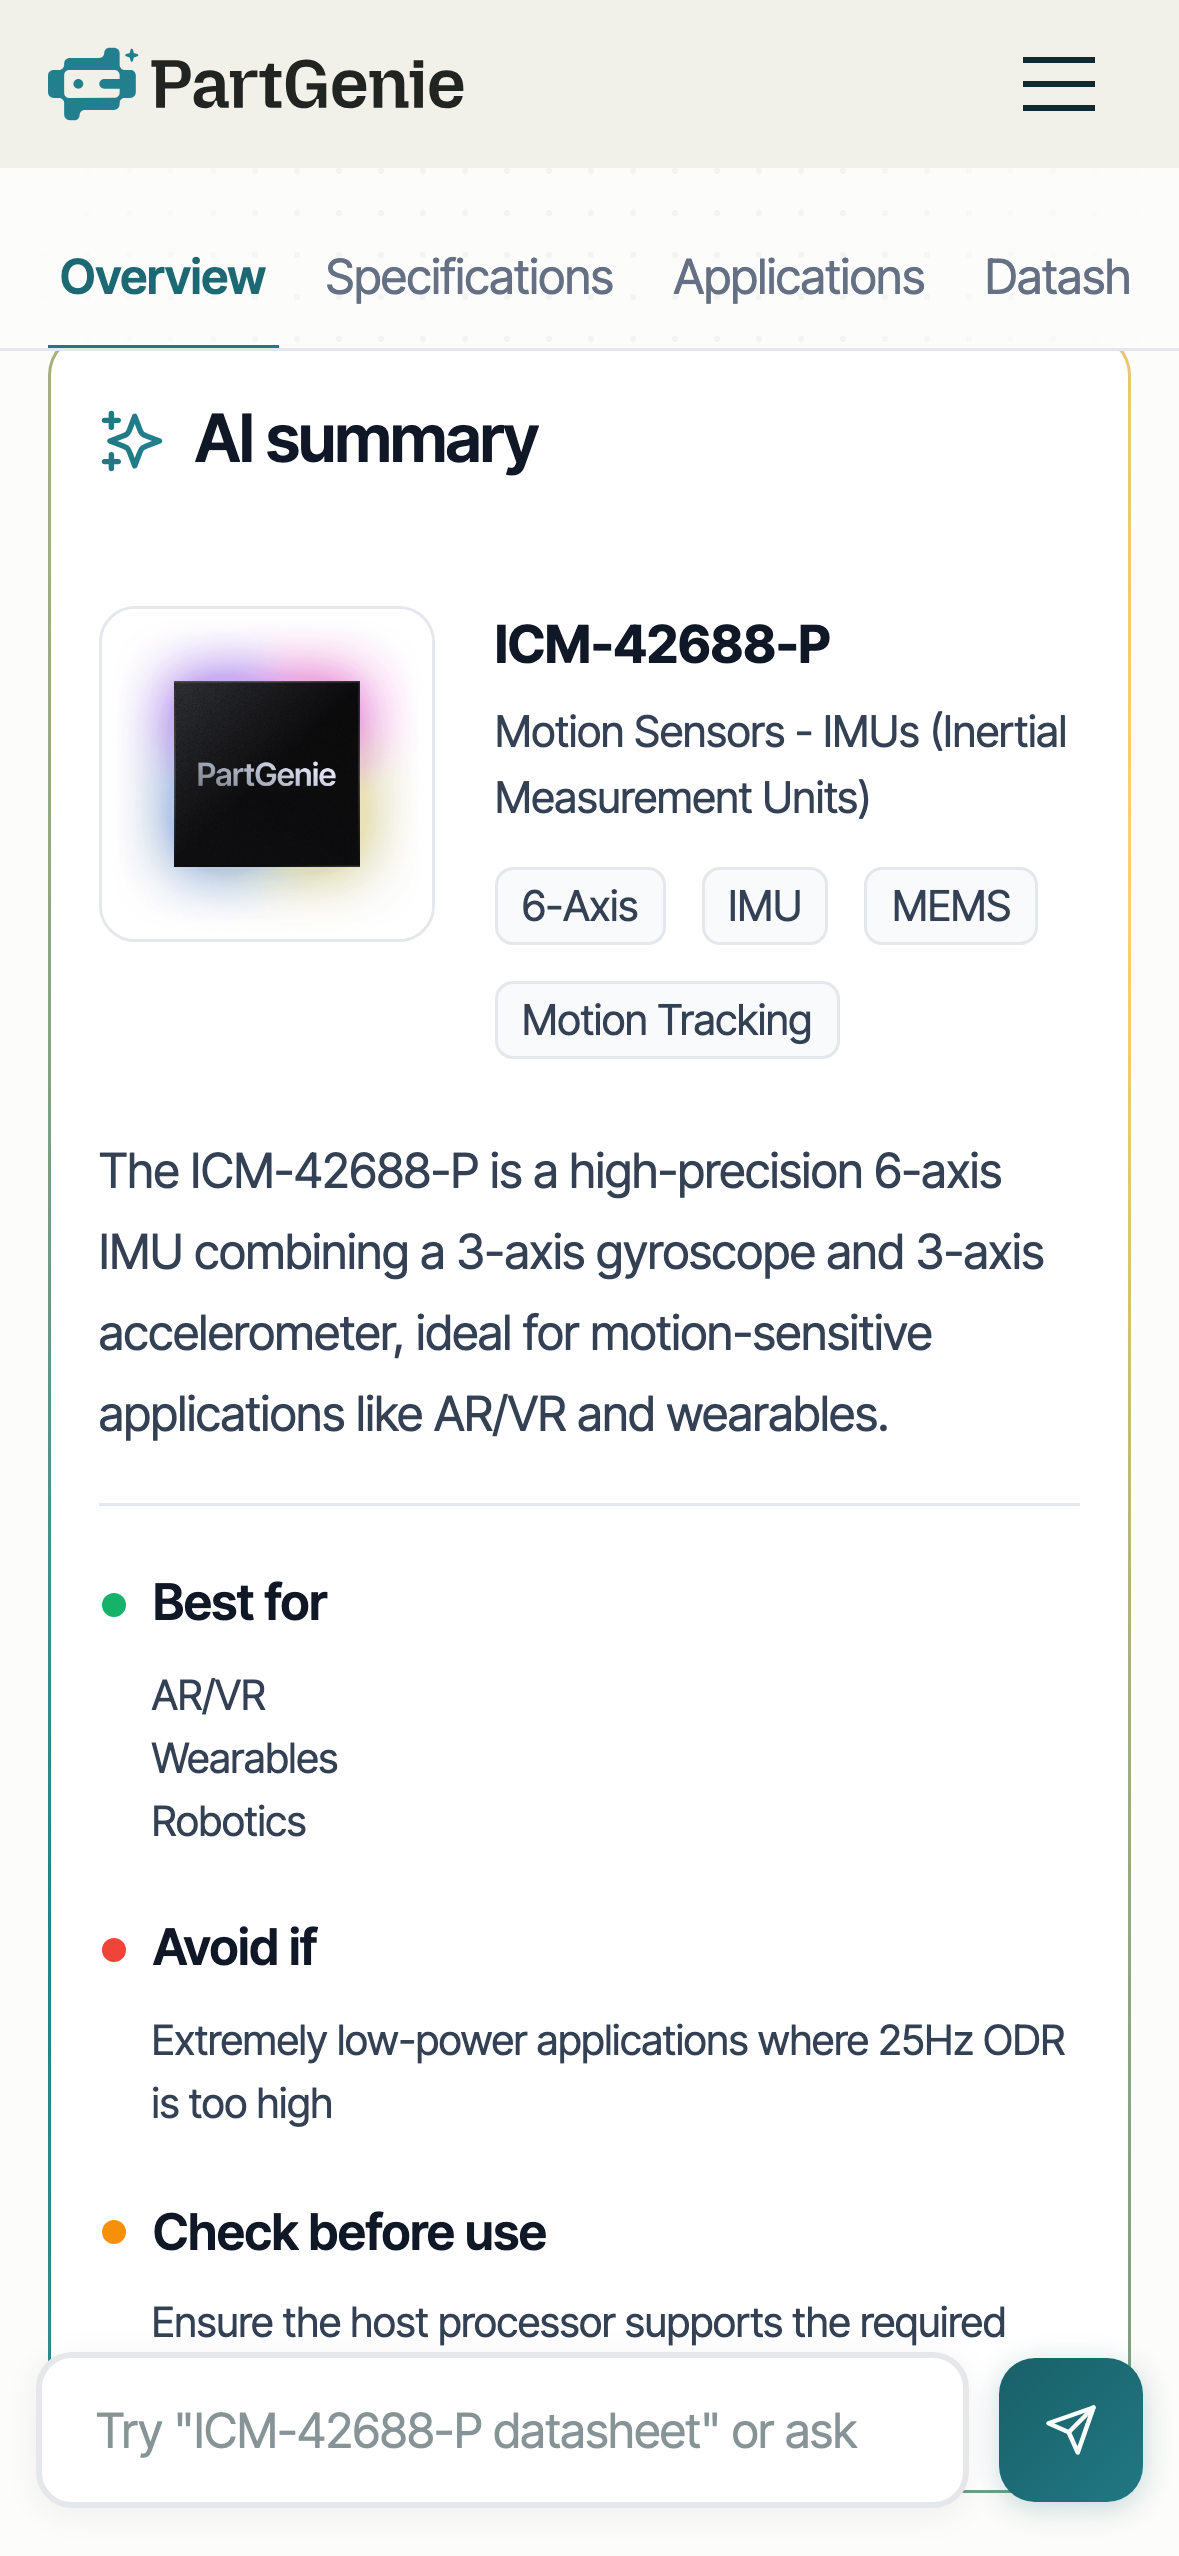 PartGenie
Overview Specifications Applications Datash
AI summary
PartGenie
ICM-42688-P
Motion Sensors - IMUs (Inertial
Measurement Units)
6-Axis IMU MEMS
Motion Tracking
The ICM-42688-P is a high-precision 6-axis
IMU combining a 3-axis gyroscope and 3-axis
accelerometer, ideal for motion-sensitive
applications like AR/VR and wearables.
Best for
AR/VR
Wearables
Robotics
Avoid if
Extremely low-power applications where 25Hz ODR
is too high
Check before use
Ensure the host processor supports the required
Try "ICM-42688-P datasheet" or ask